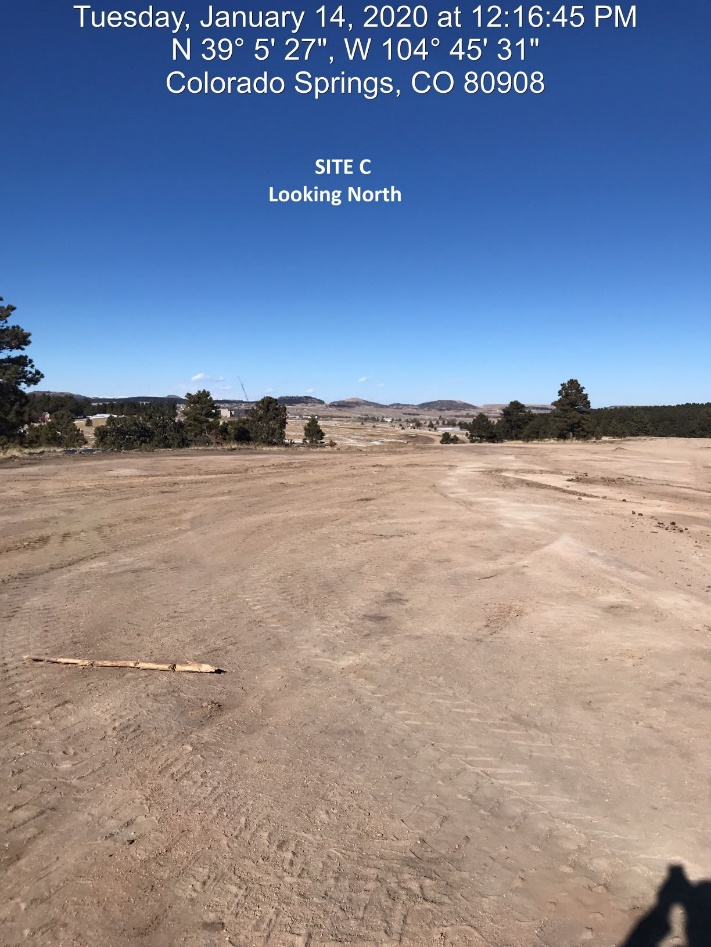 Tuesday, January 14, 2020 at 12:16:45 PM
N 39° 5' 27", W 104° 45' 31"
Colorado Springs, CO 80908
SITE C
Looking North